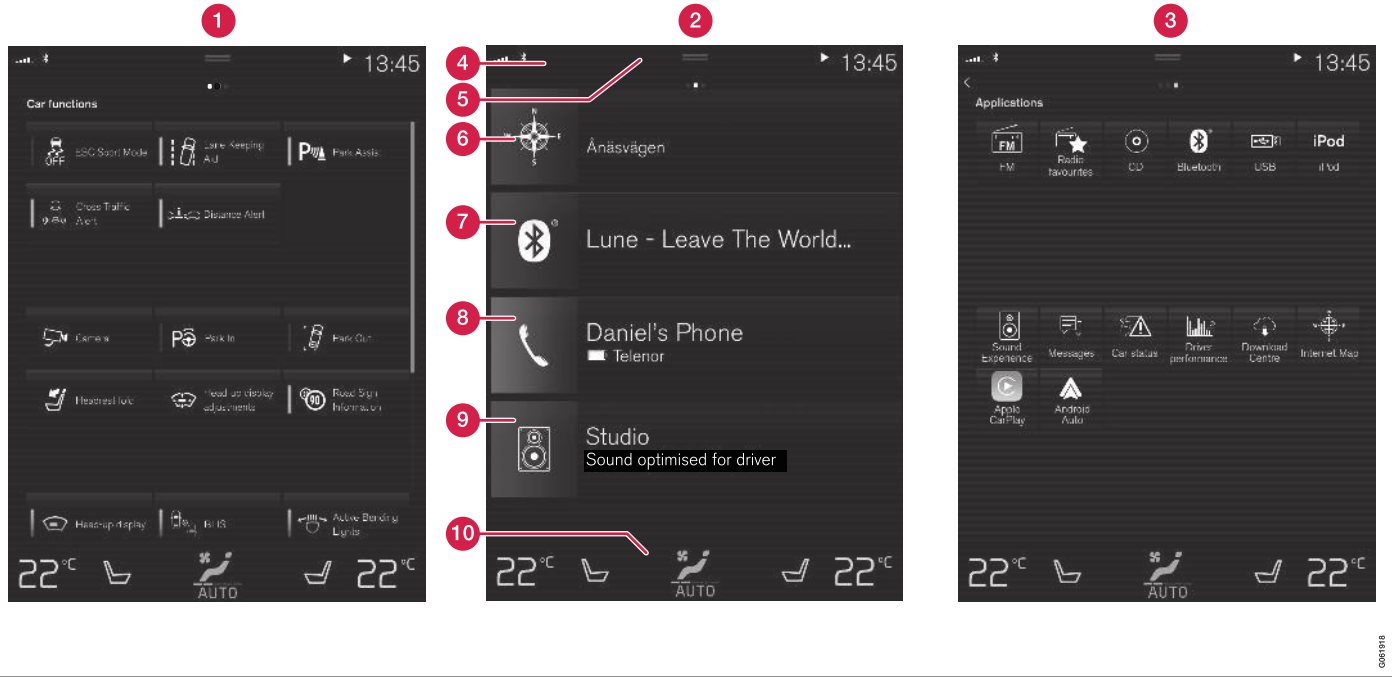 1
2
3
13:45
Car functions
OFF
ESC Sport Mode
Lane Keeping
Aid
P
Park Assist
Cross Traffic
Alert
Distance Alert
Camera
P
Park In
Park Out
Headrest fold
Head-up display
adjustments
90
Road Sign
Information
Head-up display
BLIS
Active Bending
Lights
22°C
AUTO
22°C
4
5
6
7
8
9
10
13:45
N
W
E
S
Ånäsvägen
Lune - Leave The World...
Daniel's Phone
Telenor
Studio
Sound optimised for driver
22°C
AUTO
22°C
13:45
Applications
FM
FM
Radio
favourites
CD
Bluetooth
USB
iPod
iPod
Sound
Experience
Messages
Car status
Driver
performance
Download
Centre
Internet Map
Apple
CarPlay
Android
Auto
22°C
AUTO
22°C
G061918